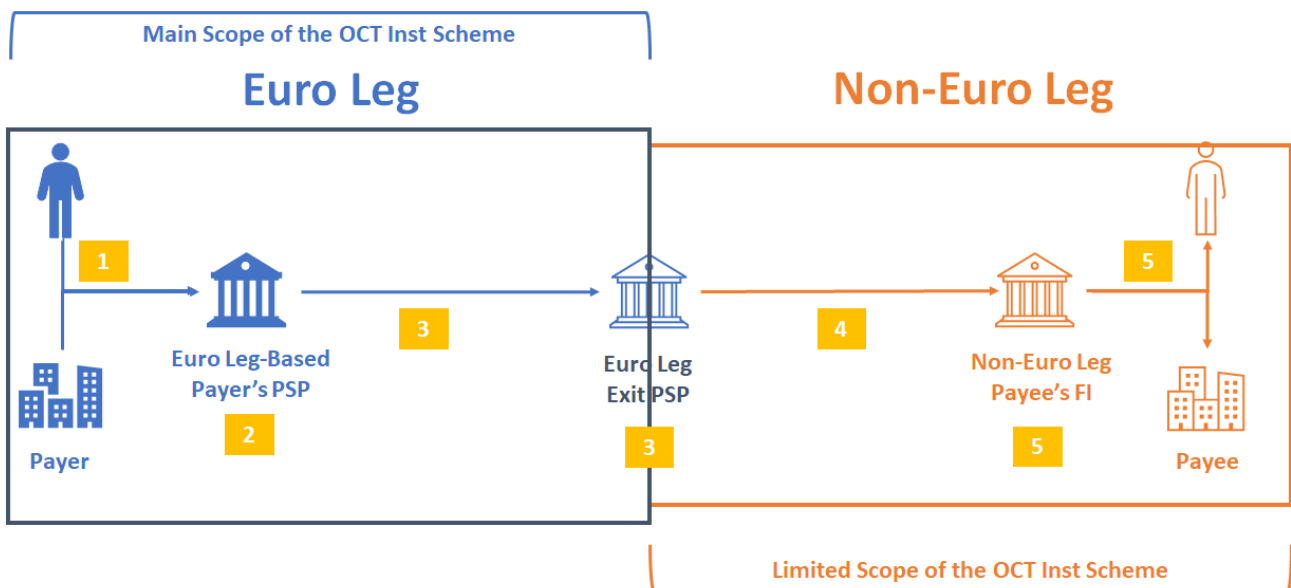 Main Scope of the OCT Inst Scheme
Euro Leg
Non-Euro Leg
1
5
3
4
Euro Leg-Based
Payer's PSP
Euro Leg
Exit PSP
Non-Euro Leg
Payee's FI
2
3
5
Payer
Payee
Limited Scope of the OCT Inst Scheme